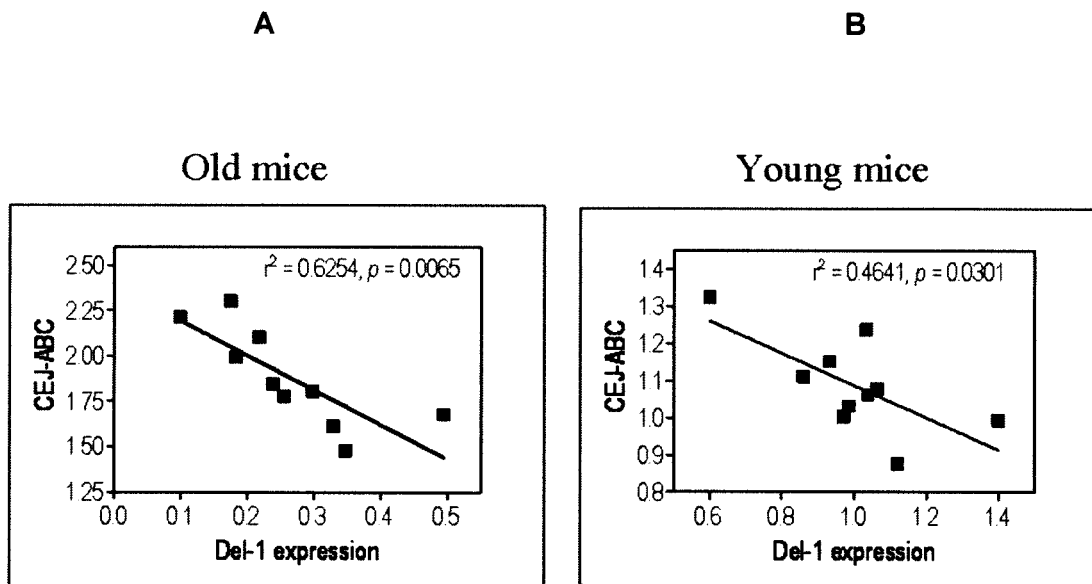 A
B
Old mice
Young mice
r² = 0.6254, p = 0.0065
2.50
2.25
2.00
1.75
1.50
1.25
CEJ-ABC
0.0 0.1 0.2 0.3 0.4 0.5
Del-1 expression
r² = 0.4641, p = 0.0301
1.4
1.3
1.2
1.1
1.0
0.9
0.8
CEJ-ABC
0.6 0.8 1.0 1.2 1.4
Del-1 expression